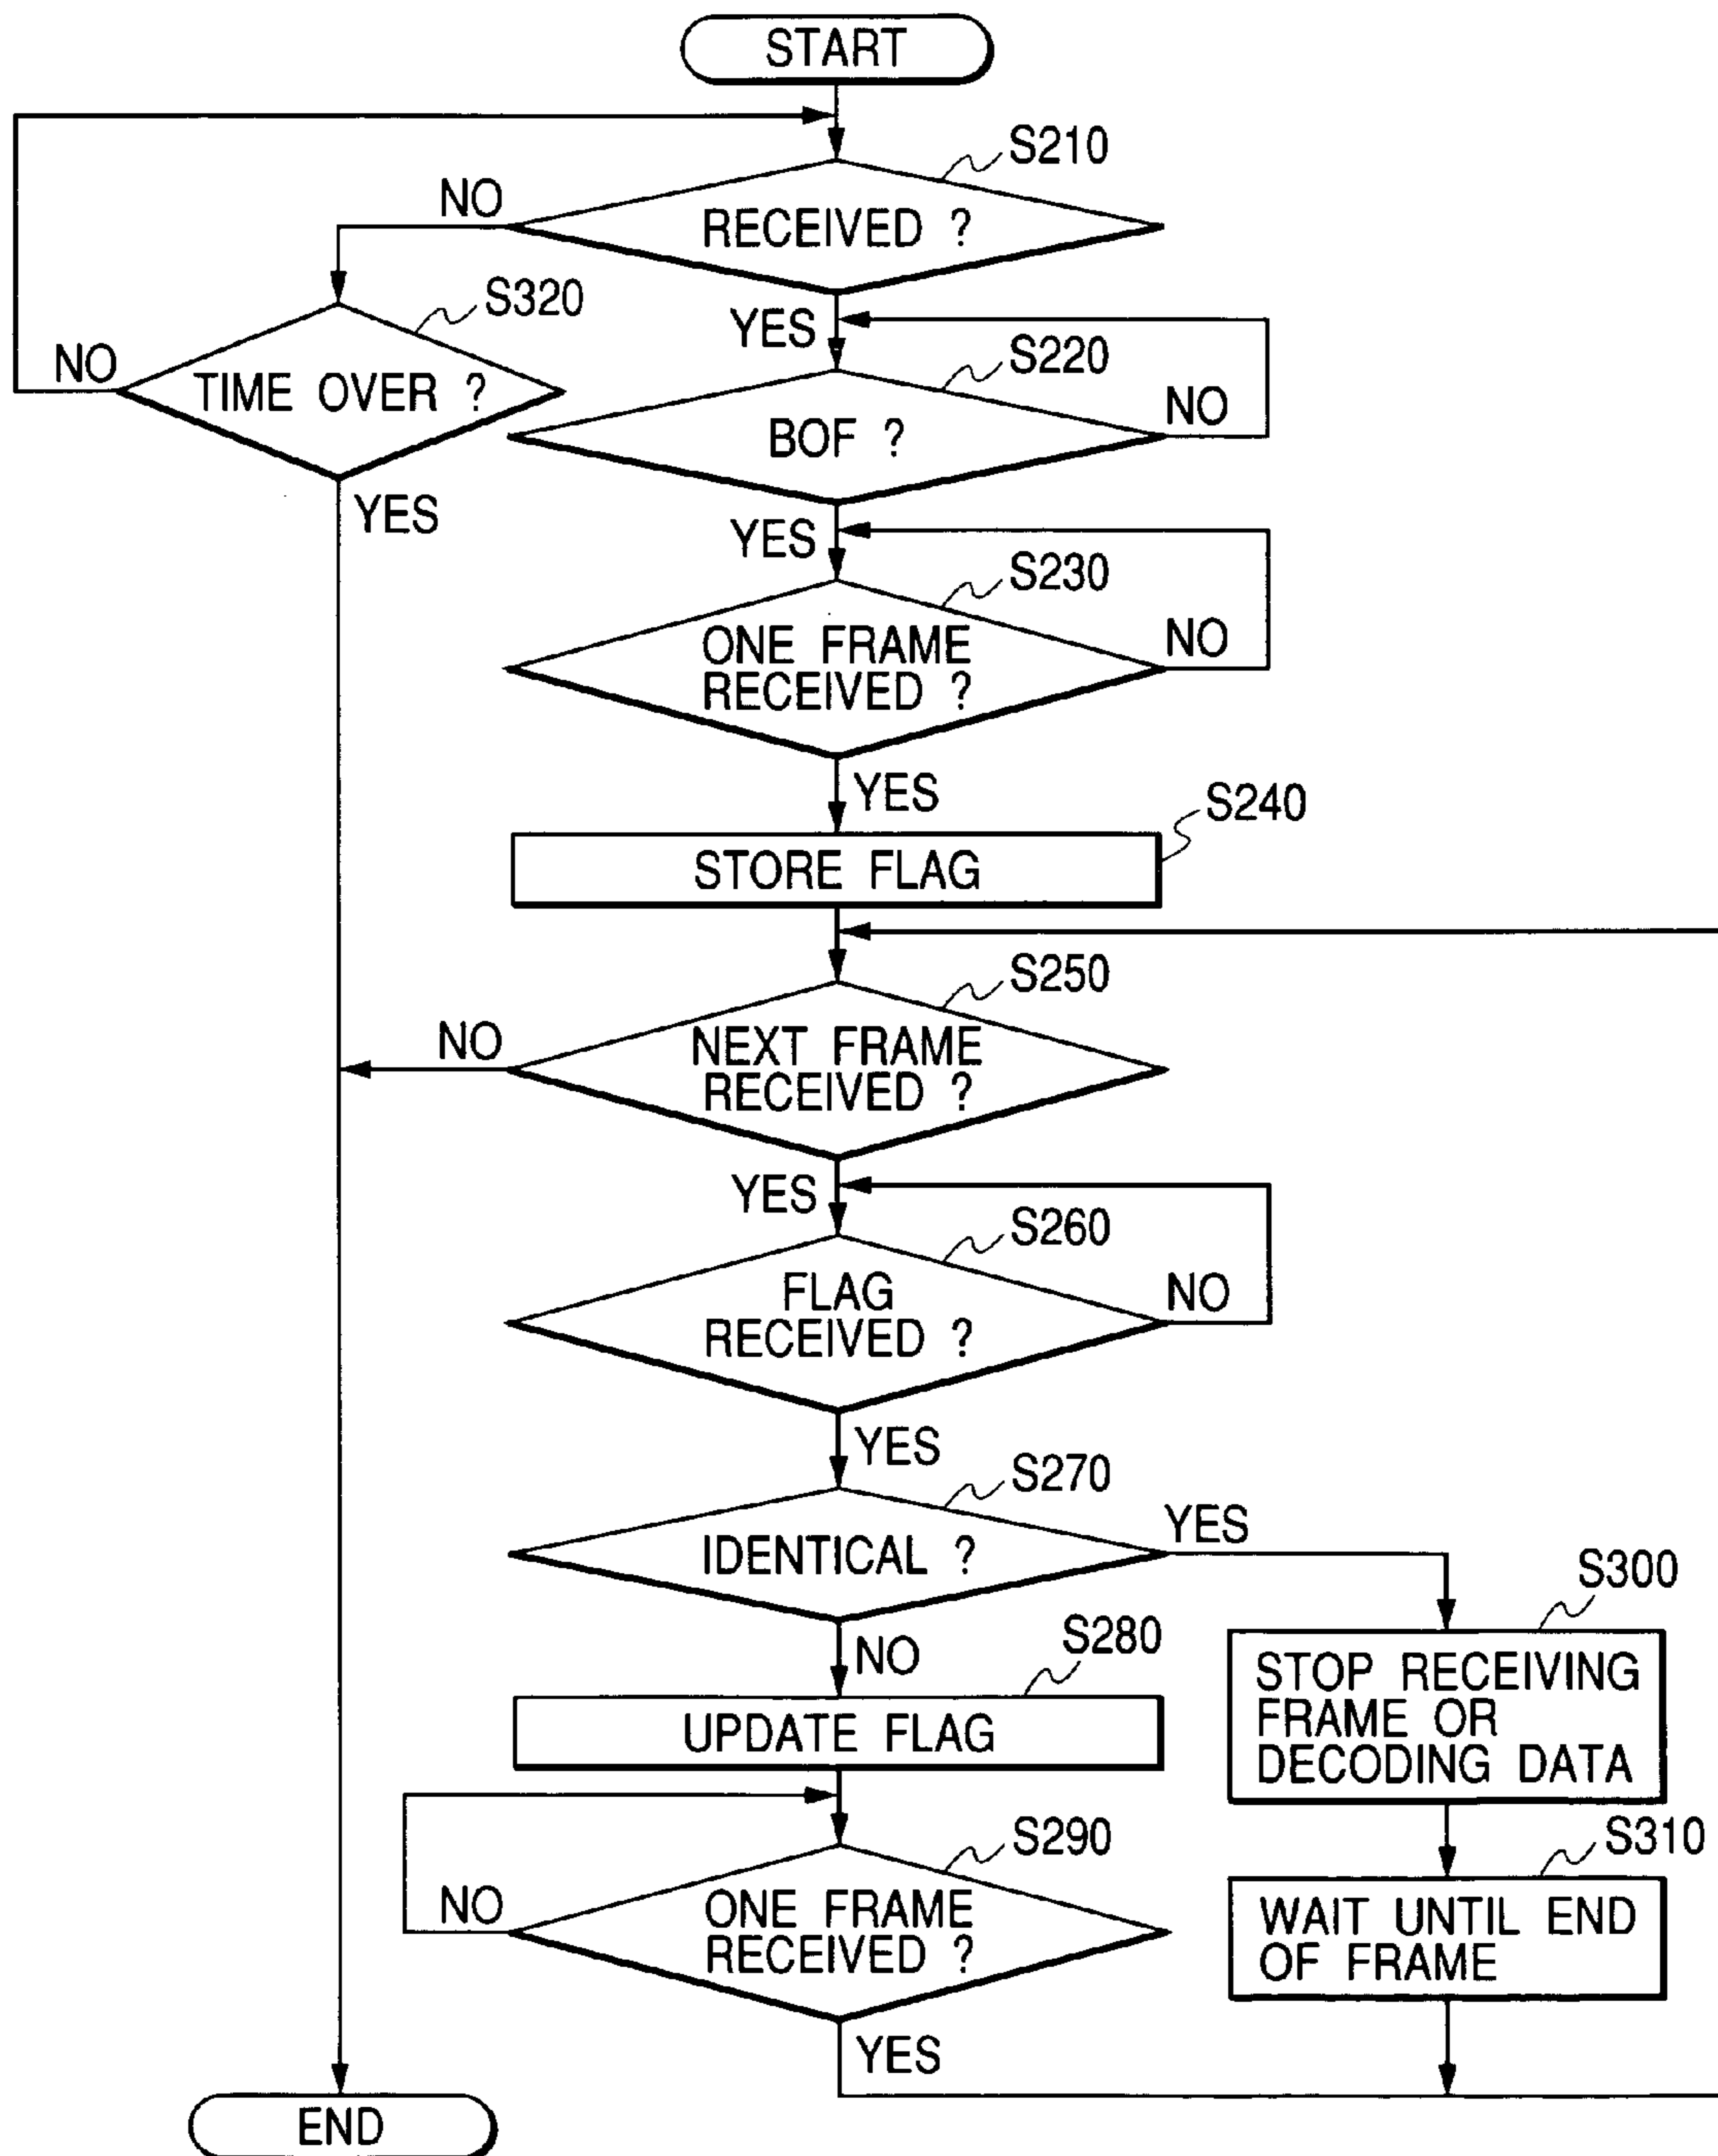 START
S210
NO
RECEIVED ?
S320
YES
S220
NO
TIME OVER ?
NO
BOF ?
YES
YES
S230
ONE FRAME
RECEIVED ?
NO
YES
S240
STORE FLAG
S250
NO
NEXT FRAME
RECEIVED ?
YES
S260
FLAG
RECEIVED ?
NO
YES
S270
YES
IDENTICAL ?
S300
NO
S280
STOP RECEIVING
FRAME OR
DECODING DATA
UPDATE FLAG
S290
S310
NO
ONE FRAME
RECEIVED ?
WAIT UNTIL END
OF FRAME
YES
END